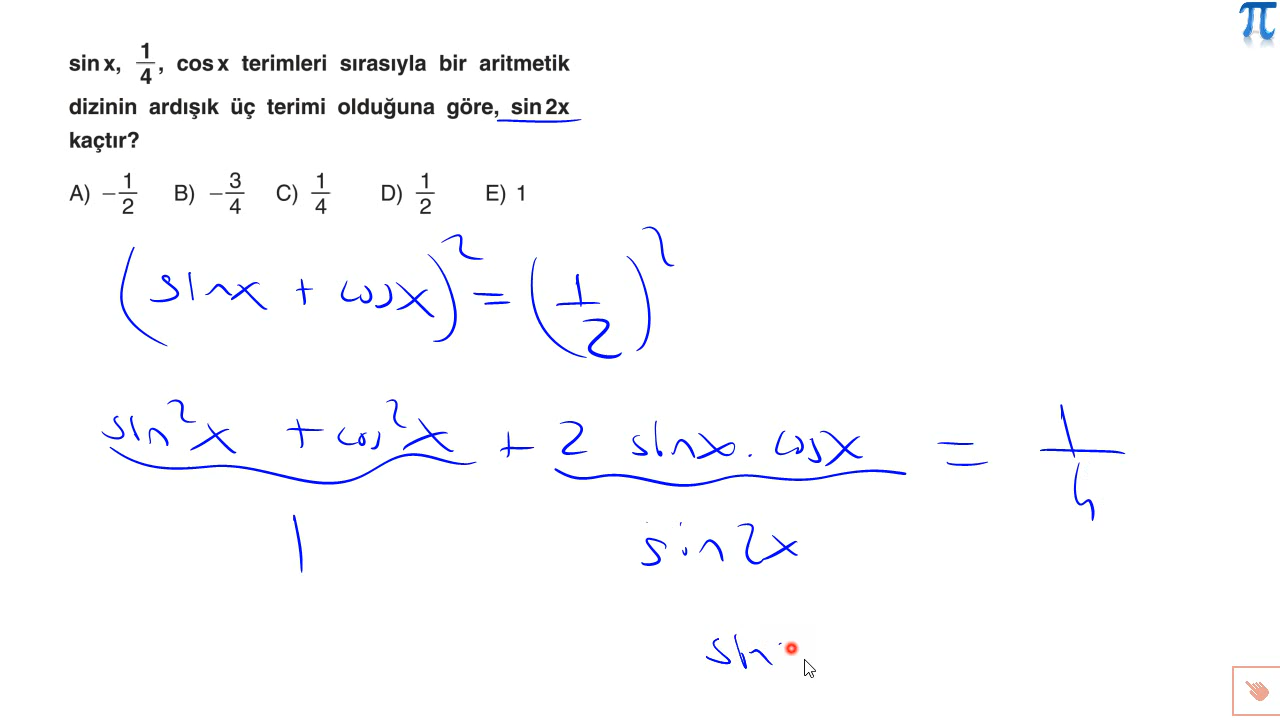 π
sin x, 1/4, cos x terimleri sırasıyla bir aritmetik
dizinin ardışık üç terimi olduğuna göre, sin 2x
kaçtır?
A) −1/2 B) −3/4 C) 1/4 D) 1/2 E) 1
(sinx + cosx)² = (1/2)²
sin²x + cos²x + 2 sinx . cosx = 1/4
1 sin2x
sin